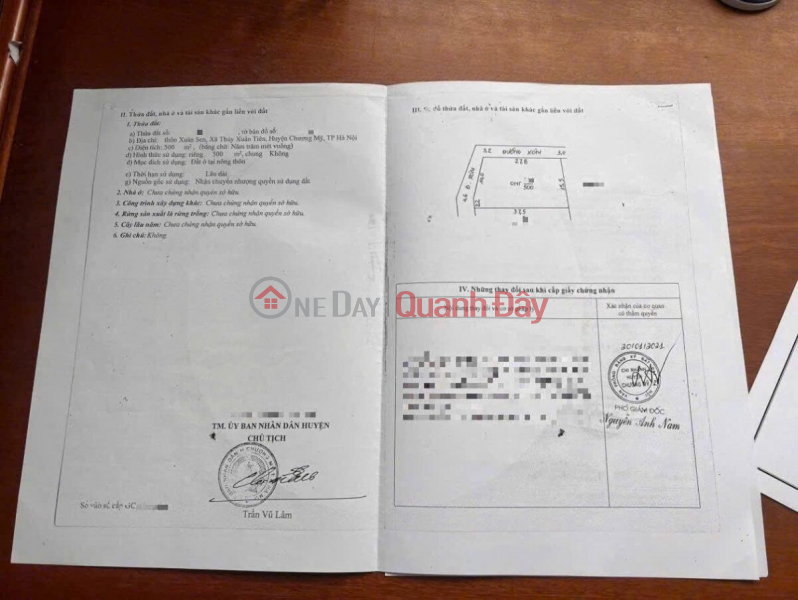 II. Thửa đất, nhà ở và tài sản khác gắn liền với đất
1. Thửa đất:
a) Thửa đất số: , tờ bản đồ số:
b) Địa chỉ: thôn Xuân Sen, Xã Thủy Xuân Tiên, Huyện Chương Mỹ, TP Hà Nội
c) Diện tích: 500 m², (bằng chữ: Năm trăm mét vuông)
d) Hình thức sử dụng: riêng 500 m², chung Không
đ) Mục đích sử dụng: Đất ở tại nông thôn
e) Thời hạn sử dụng: Lâu dài
g) Nguồn gốc sử dụng: Nhận chuyển nhượng quyền sử dụng đất
2. Nhà ở: Chưa chứng nhận quyền sở hữu.
3. Công trình xây dựng khác: Chưa chứng nhận quyền sở hữu.
4. Rừng sản xuất là rừng trồng: Chưa chứng nhận quyền sở hữu.
5. Cây lâu năm: Chưa chứng nhận quyền sở hữu.
6. Ghi chú: Không
TM. ỦY BAN NHÂN DÂN HUYỆN
CHỦ TỊCH
Trần Vũ Lâm
III. đồ thửa đất, nhà ở và tài sản khác gắn liền với đất
ĐƯỜNG XÓM 3,0
500
IV. Những thay đổi sau khi cấp giấy chứng nhận
Xác nhận của cơ quan
có thẩm quyền
CHI NHÁNH
HUYỆN
CHƯƠNG MỸ
PHÓ GIÁM ĐỐC
Nguyễn Anh Nam
ONEDAY Quanh Đây